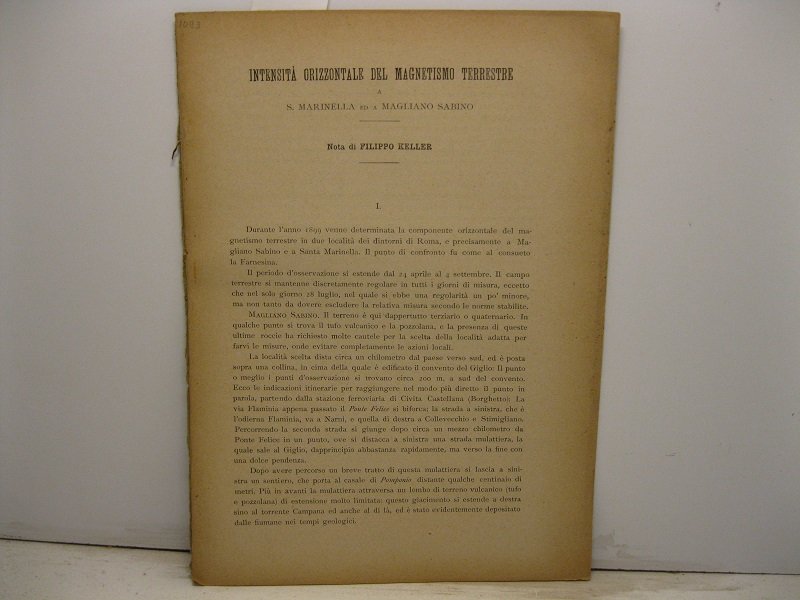 1083
INTENSITÀ ORIZZONTALE DEL MAGNETISMO TERRESTRE
A
S. MARINELLA ED A MAGLIANO SABINO
Nota di FILIPPO KELLER
I.
Durante l'anno 1899 venne determinata la componente orizzontale del ma-
gnetismo terrestre in due località dei dintorni di Roma, e precisamente a Ma-
gliano Sabino e a Santa Marinella. Il punto di confronto fu come al consueto
la Farnesina.
Il periodo d'osservazione si estende dal 24 aprile al 4 settembre. Il campo
terrestre si mantenne discretamente regolare in tutti i giorni di misura, eccetto
che nel solo giorno 28 luglio, nel quale si ebbe una regolarità un po' minore,
ma non tanto da dovere escludere la relativa misura secondo le norme stabilite.
MAGLIANO SABINO. Il terreno è qui dappertutto terziario o quaternario. In
qualche punto si trova il tufo vulcanico e la pozzolana, e la presenza di queste
ultime roccie ha richiesto molte cautele per la scelta della località adatta per
farvi le misure, onde evitare completamente le azioni locali.
La località scelta dista circa un chilometro dal paese verso sud, ed è posta
sopra una collina, in cima della quale è edificato il convento del Giglio: Il punto
o meglio i punti d'osservazione si trovano circa 200 m. a sud del convento.
Ecco le indicazioni itinerarie per raggiungere nel modo più diretto il punto in
parola, partendo dalla stazione ferroviaria di Civita Castellana (Borghetto): La
via Flaminia appena passato il Ponte Felice si biforca; la strada a sinistra, che è
l'odierna Flaminia, va a Narni, e quella di destra a Collevecchio e Stimigliano.
Percorrendo la seconda strada si giunge dopo circa un mezzo chilometro da
Ponte Felice in un punto, ove si distacca a sinistra una strada mulattiera, la
quale sale al Giglio, dapprincipio abbastanza rapidamente, ma verso la fine con
una dolce pendenza.
Dopo avere percorso un breve tratto di questa mulattiera si lascia a sini-
stra un sentiero, che porta al casale di Pomponio distante qualche centinaio di
metri. Più in avanti la mulattiera attraversa un lembo di terreno vulcanico (tufo
e pozzolana) di estensione molto limitata; questo giacimento si estende a destra
sino al torrente Campana ed anche al di là, ed è stato evidentemente depositato
dalle fiumane nei tempi geologici.